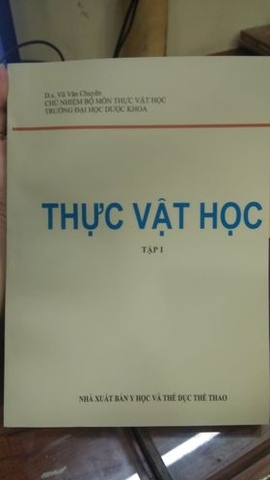 D.s. Vũ Văn Chuyên
CHỦ NHIỆM BỘ MÔN THỰC VẬT HỌC
TRƯỜNG ĐẠI HỌC DƯỢC KHOA
THỰC VẬT HỌC
TẬP I
NHÀ XUẤT BẢN Y HỌC VÀ THỂ DỤC THỂ THAO